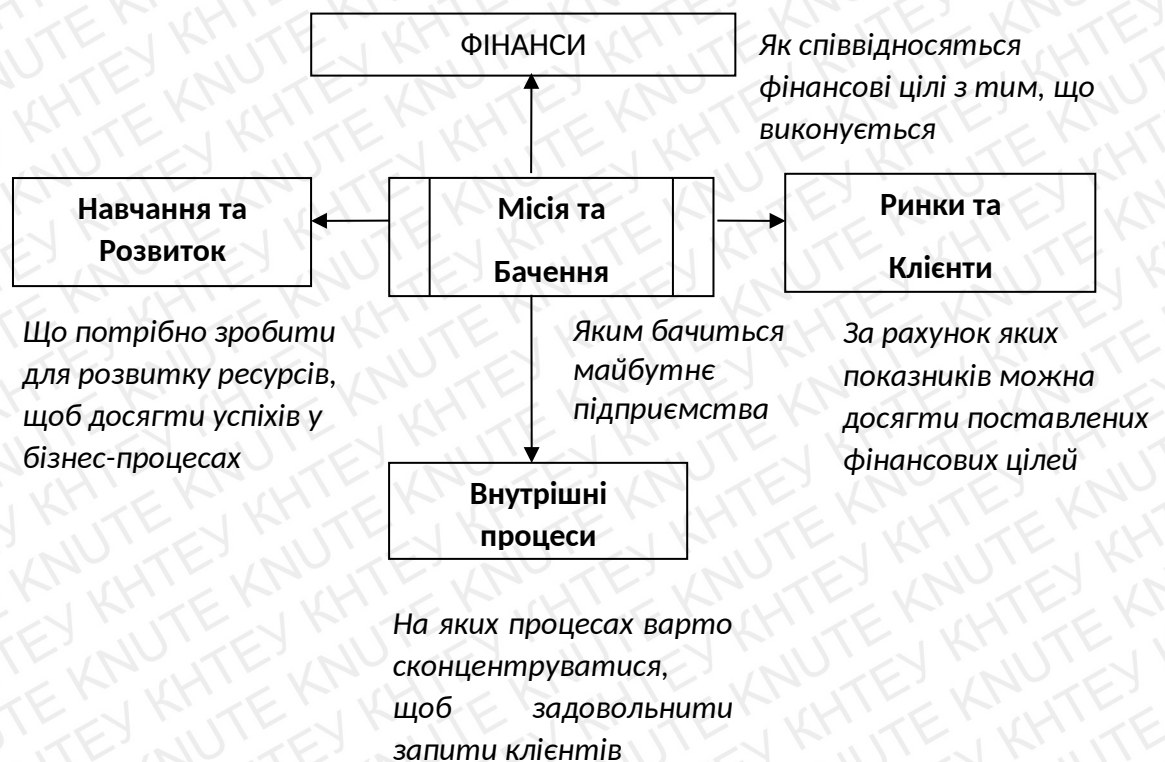 ФІНАНСИ
Як співвідносяться
фінансові цілі з тим, що
виконується
Навчання та
Розвиток
Місія та
Бачення
Ринки та
Клієнти
Що потрібно зробити
для розвитку ресурсів,
щоб досягти успіхів у
бізнес-процесах
Яким бачиться
майбутнє
підприємства
За рахунок яких
показників можна
досягти поставлених
фінансових цілей
Внутрішні
процеси
На яких процесах варто
сконцентруватися,
щоб задовольнити
запити клієнтів